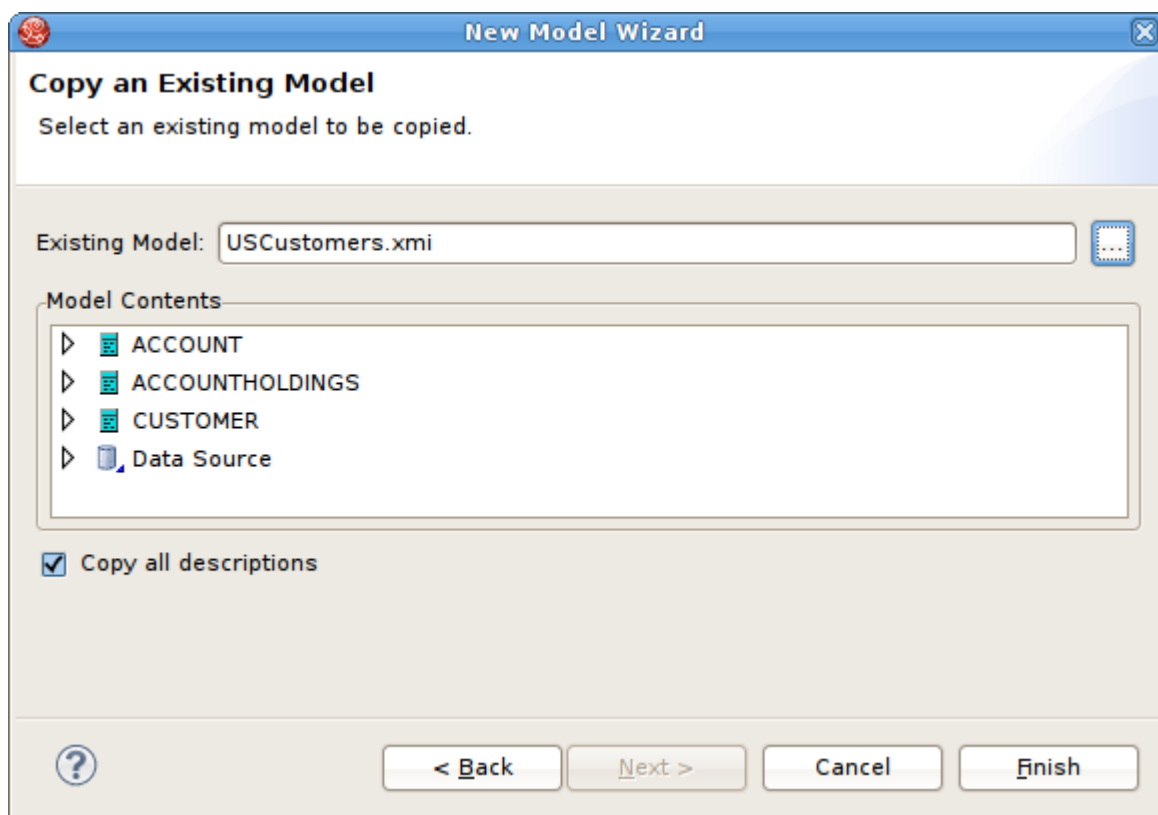 New Model Wizard
Copy an Existing Model
Select an existing model to be copied.
Existing Model: USCustomers.xmi ...
Model Contents
ACCOUNT
ACCOUNTHOLDINGS
CUSTOMER
Data Source
Copy all descriptions
? < Back Next > Cancel Finish